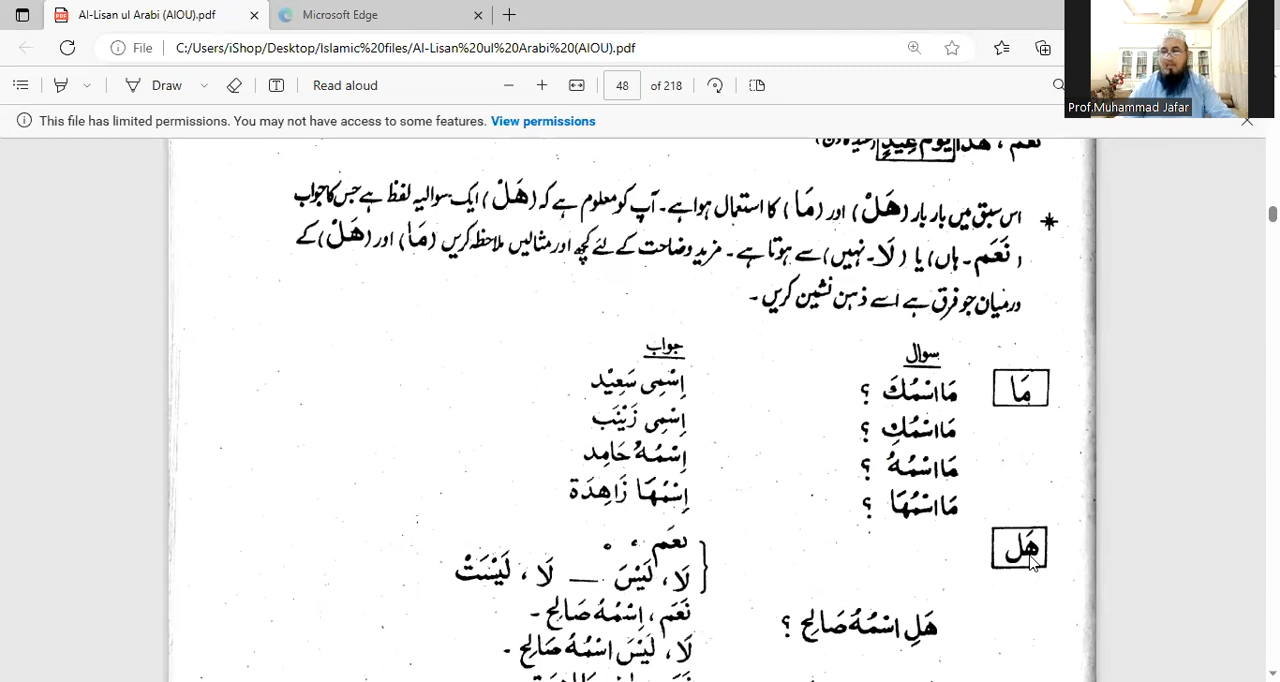 Al-Lisan ul Arabi (AIOU).pdf
Microsoft Edge
File
C:/Users/iShop/Desktop/Islamic%20files/Al-Lisan%20ul%20Arabi%20(AIOU).pdf
Draw
Read aloud
48 of 218
Prof.Muhammad Jafar
This file has limited permissions. You may not have access to some features. View permissions
نَعَم، هَذَا يَوْمُ عِيدٍ
اس سبق میں بار بار (هَلْ) اور (مَا) کا استعمال ہوا ہے۔ آپ کو معلوم ہے کہ (هَلْ) ایک سوالیہ لفظ ہے جس کا جواب
(نَعَم۔ ہاں) یا (لَا۔ نہیں) سے ہوتا ہے۔ مزید وضاحت کے لئے کچھ اور مثالیں ملاحظہ کریں (مَا) اور (هَلْ) کے
درمیان جو فرق ہے اسے ذہن نشین کریں۔
سوال
جواب
مَا
مَا اسْمُكَ ؟
اِسْمِی سَعِيْد
مَا اسْمُكِ ؟
اِسْمِی زَيْنَب
مَا اسْمُهُ ؟
اِسْمُهُ حَامِد
مَا اسْمُهَا ؟
اِسْمُهَا زَاهِدَة
هَل
نعَم ،
لَا، لَيْسَ — لَا ، لَيْسَتْ
هَلِ اسْمُهُ صَالِح ؟
نَعَم، اِسْمُهُ صَالِح۔
لَا، لَيْسَ اسْمُهُ صَالِح۔